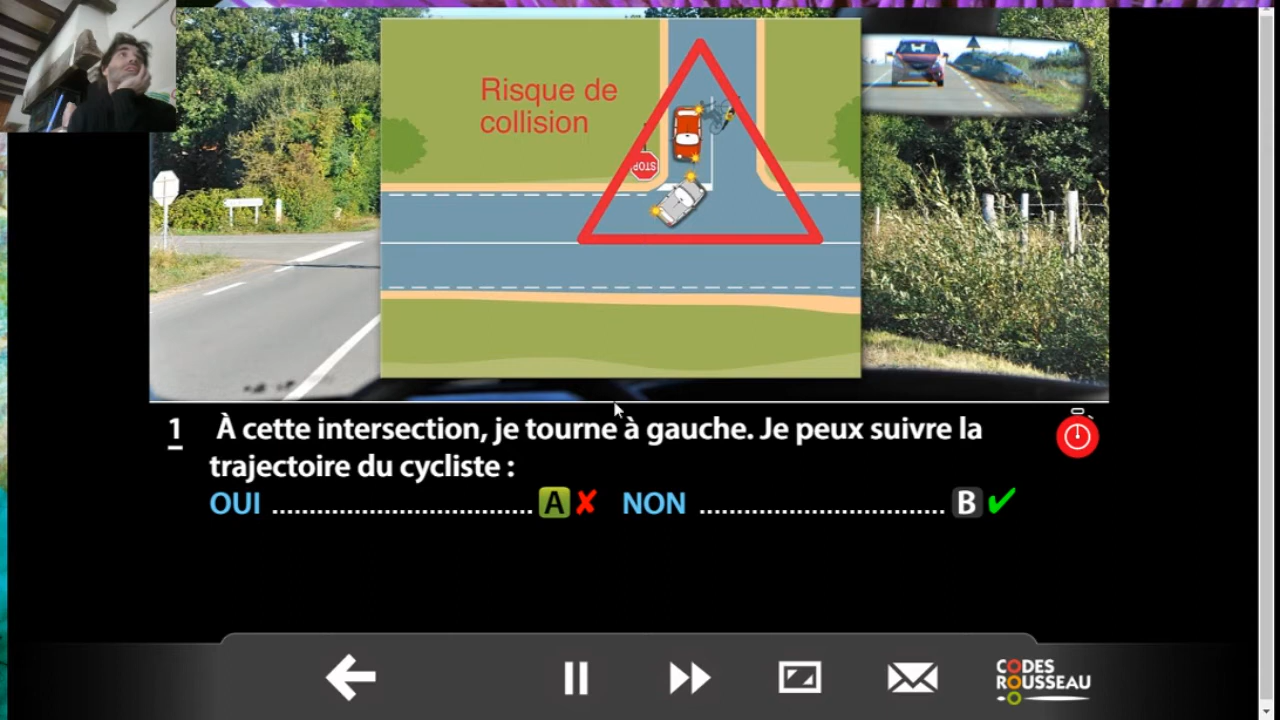 Risque de
collision
STOP
1 À cette intersection, je tourne à gauche. Je peux suivre la
trajectoire du cycliste :
OUI ................................. A ✘ NON ............................... B ✔
CODES
ROUSSEAU